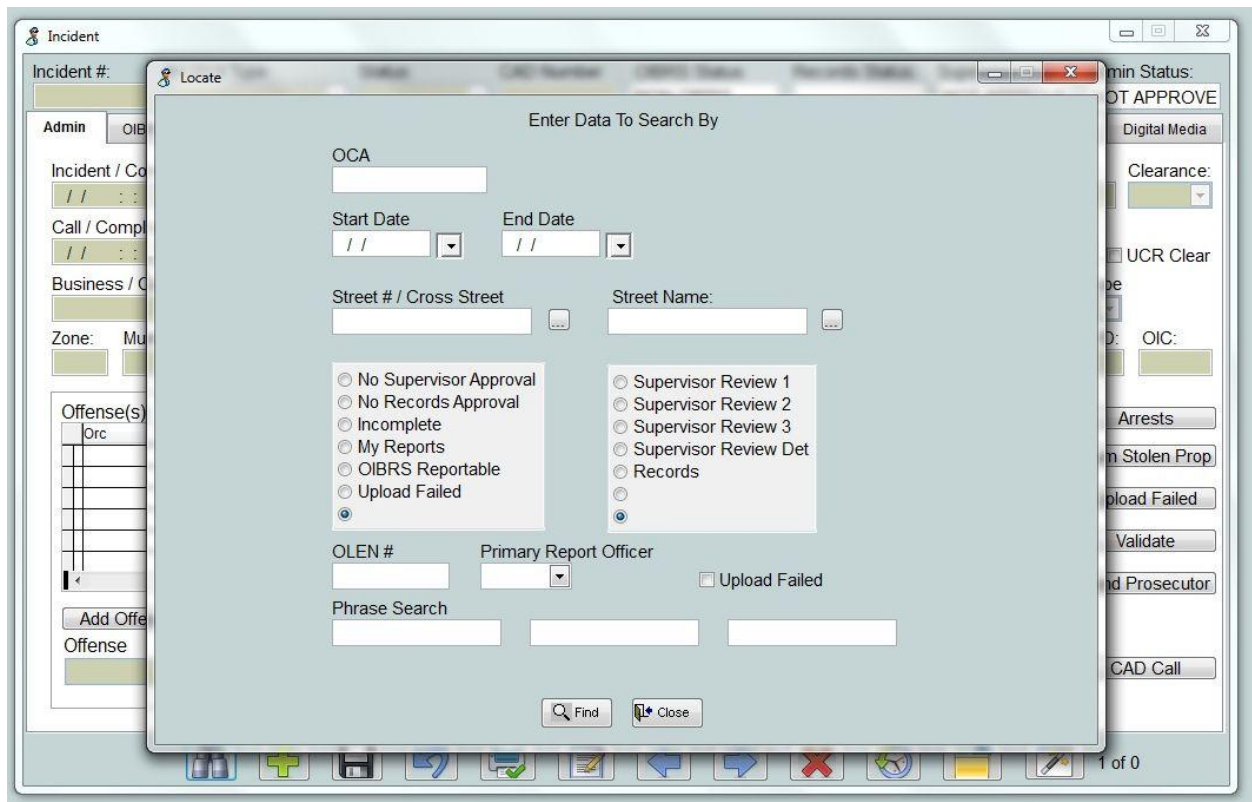 Incident
Incident #:
min Status:
OT APPROVE
Locate
Admin
OIB
Digital Media
Enter Data To Search By
Incident / Co
/ / : :
Clearance:
OCA
Call / Compl
/ / : :
Start Date End Date
/ / / /
UCR Clear
Business / C
Street # / Cross Street Street Name:
... ...
Zone: Mu
OIC:
No Supervisor Approval
No Records Approval
Incomplete
My Reports
OIBRS Reportable
Upload Failed
Supervisor Review 1
Supervisor Review 2
Supervisor Review 3
Supervisor Review Det
Records
Offense(s)
Orc
Arrests
m Stolen Prop
pload Failed
Validate
nd Prosecutor
OLEN # Primary Report Officer
Upload Failed
Phrase Search
Add Offe
Offense
CAD Call
Find Close
1 of 0